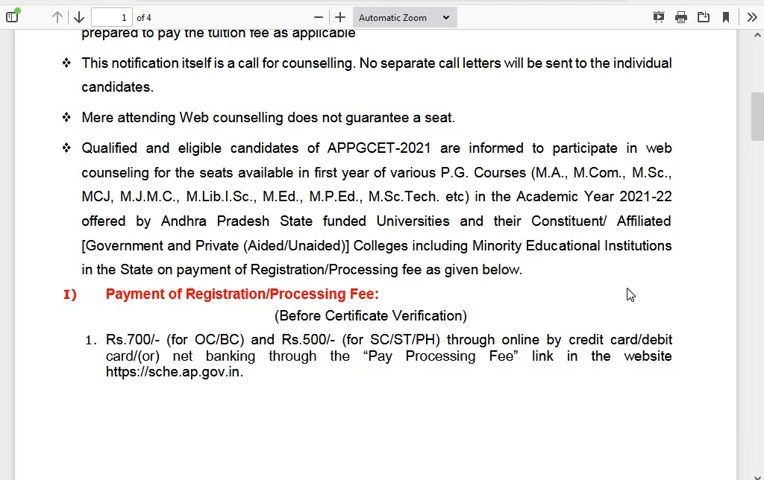 1 of 4
Automatic Zoom
prepared to pay the tuition fee as applicable
❖ This notification itself is a call for counselling. No separate call letters will be sent to the individual
candidates.
❖ Mere attending Web counselling does not guarantee a seat.
❖ Qualified and eligible candidates of APPGCET-2021 are informed to participate in web
counseling for the seats available in first year of various P.G. Courses (M.A., M.Com., M.Sc.,
MCJ, M.J.M.C., M.Lib.I.Sc., M.Ed., M.P.Ed., M.Sc.Tech. etc) in the Academic Year 2021-22
offered by Andhra Pradesh State funded Universities and their Constituent/ Affiliated
[Government and Private (Aided/Unaided)] Colleges including Minority Educational Institutions
in the State on payment of Registration/Processing fee as given below.
I) Payment of Registration/Processing Fee:
(Before Certificate Verification)
1. Rs.700/- (for OC/BC) and Rs.500/- (for SC/ST/PH) through online by credit card/debit
card/(or) net banking through the “Pay Processing Fee” link in the website
https://sche.ap.gov.in.